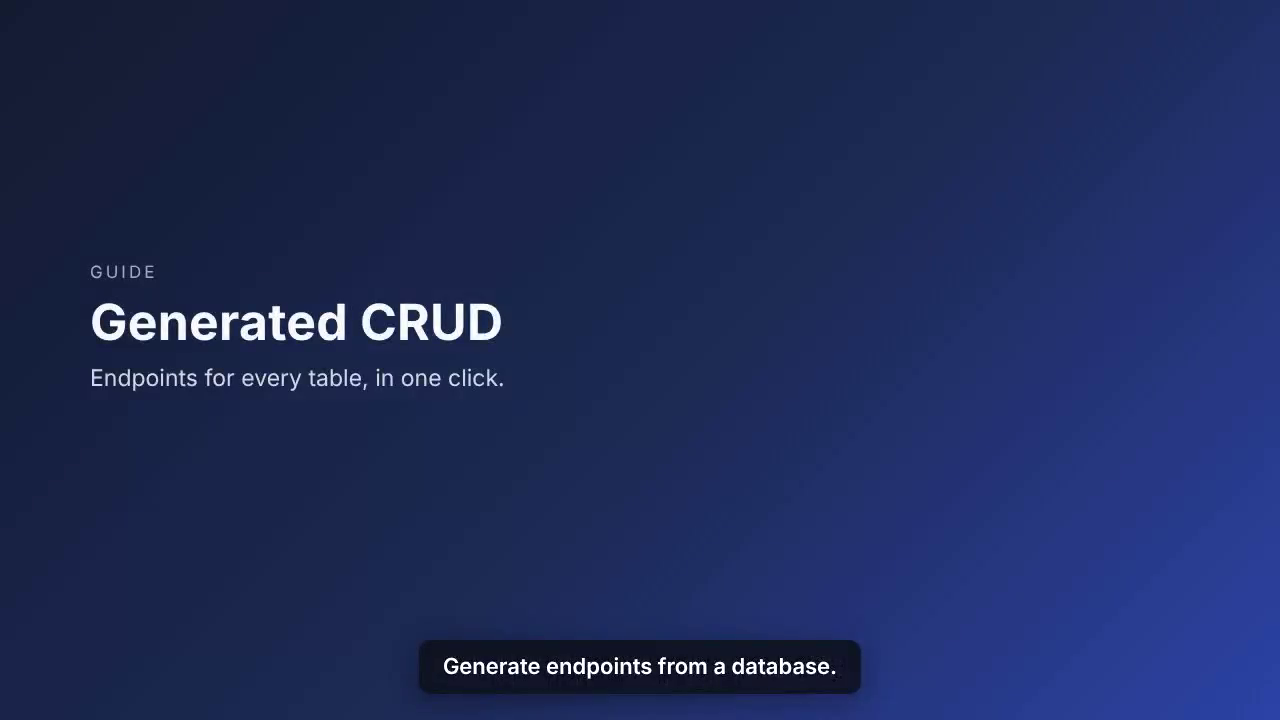 GUIDE
Generated CRUD
Endpoints for every table, in one click.
Generate endpoints from a database.